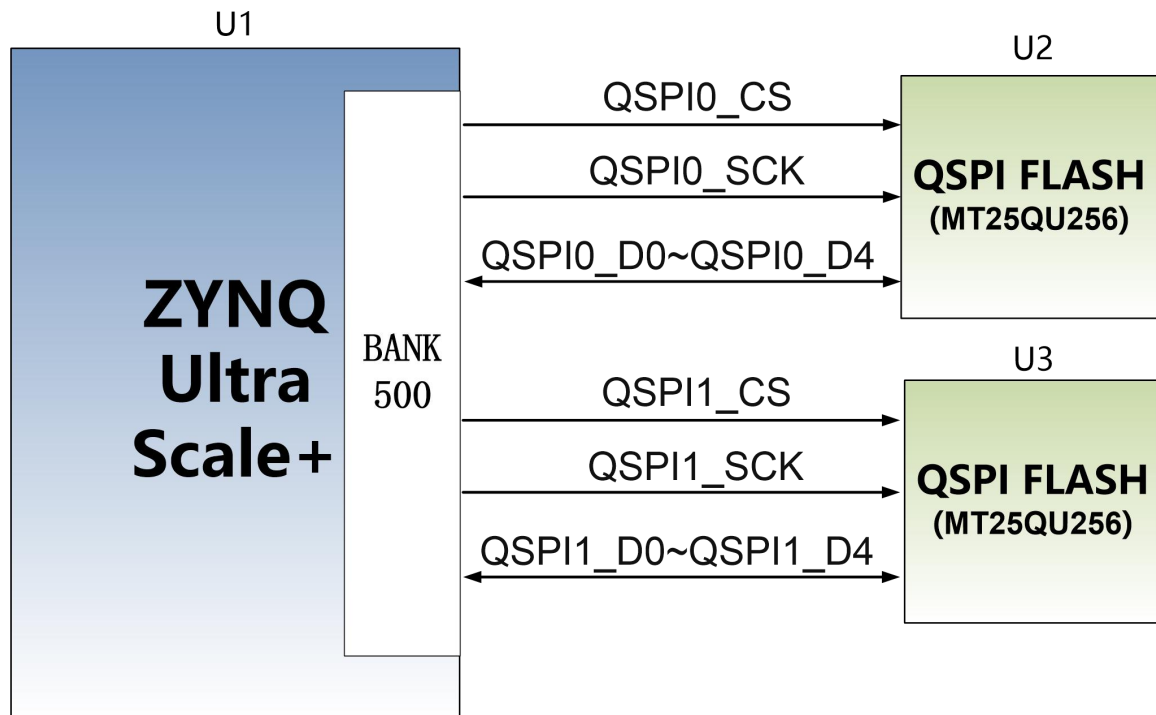 U1
U2
QSPI0_CS
QSPI0_SCK
QSPI0_D0~QSPI0_D4
QSPI FLASH
(MT25QU256)
ZYNQ
Ultra
Scale+
BANK
500
U3
QSPI1_CS
QSPI1_SCK
QSPI1_D0~QSPI1_D4
QSPI FLASH
(MT25QU256)